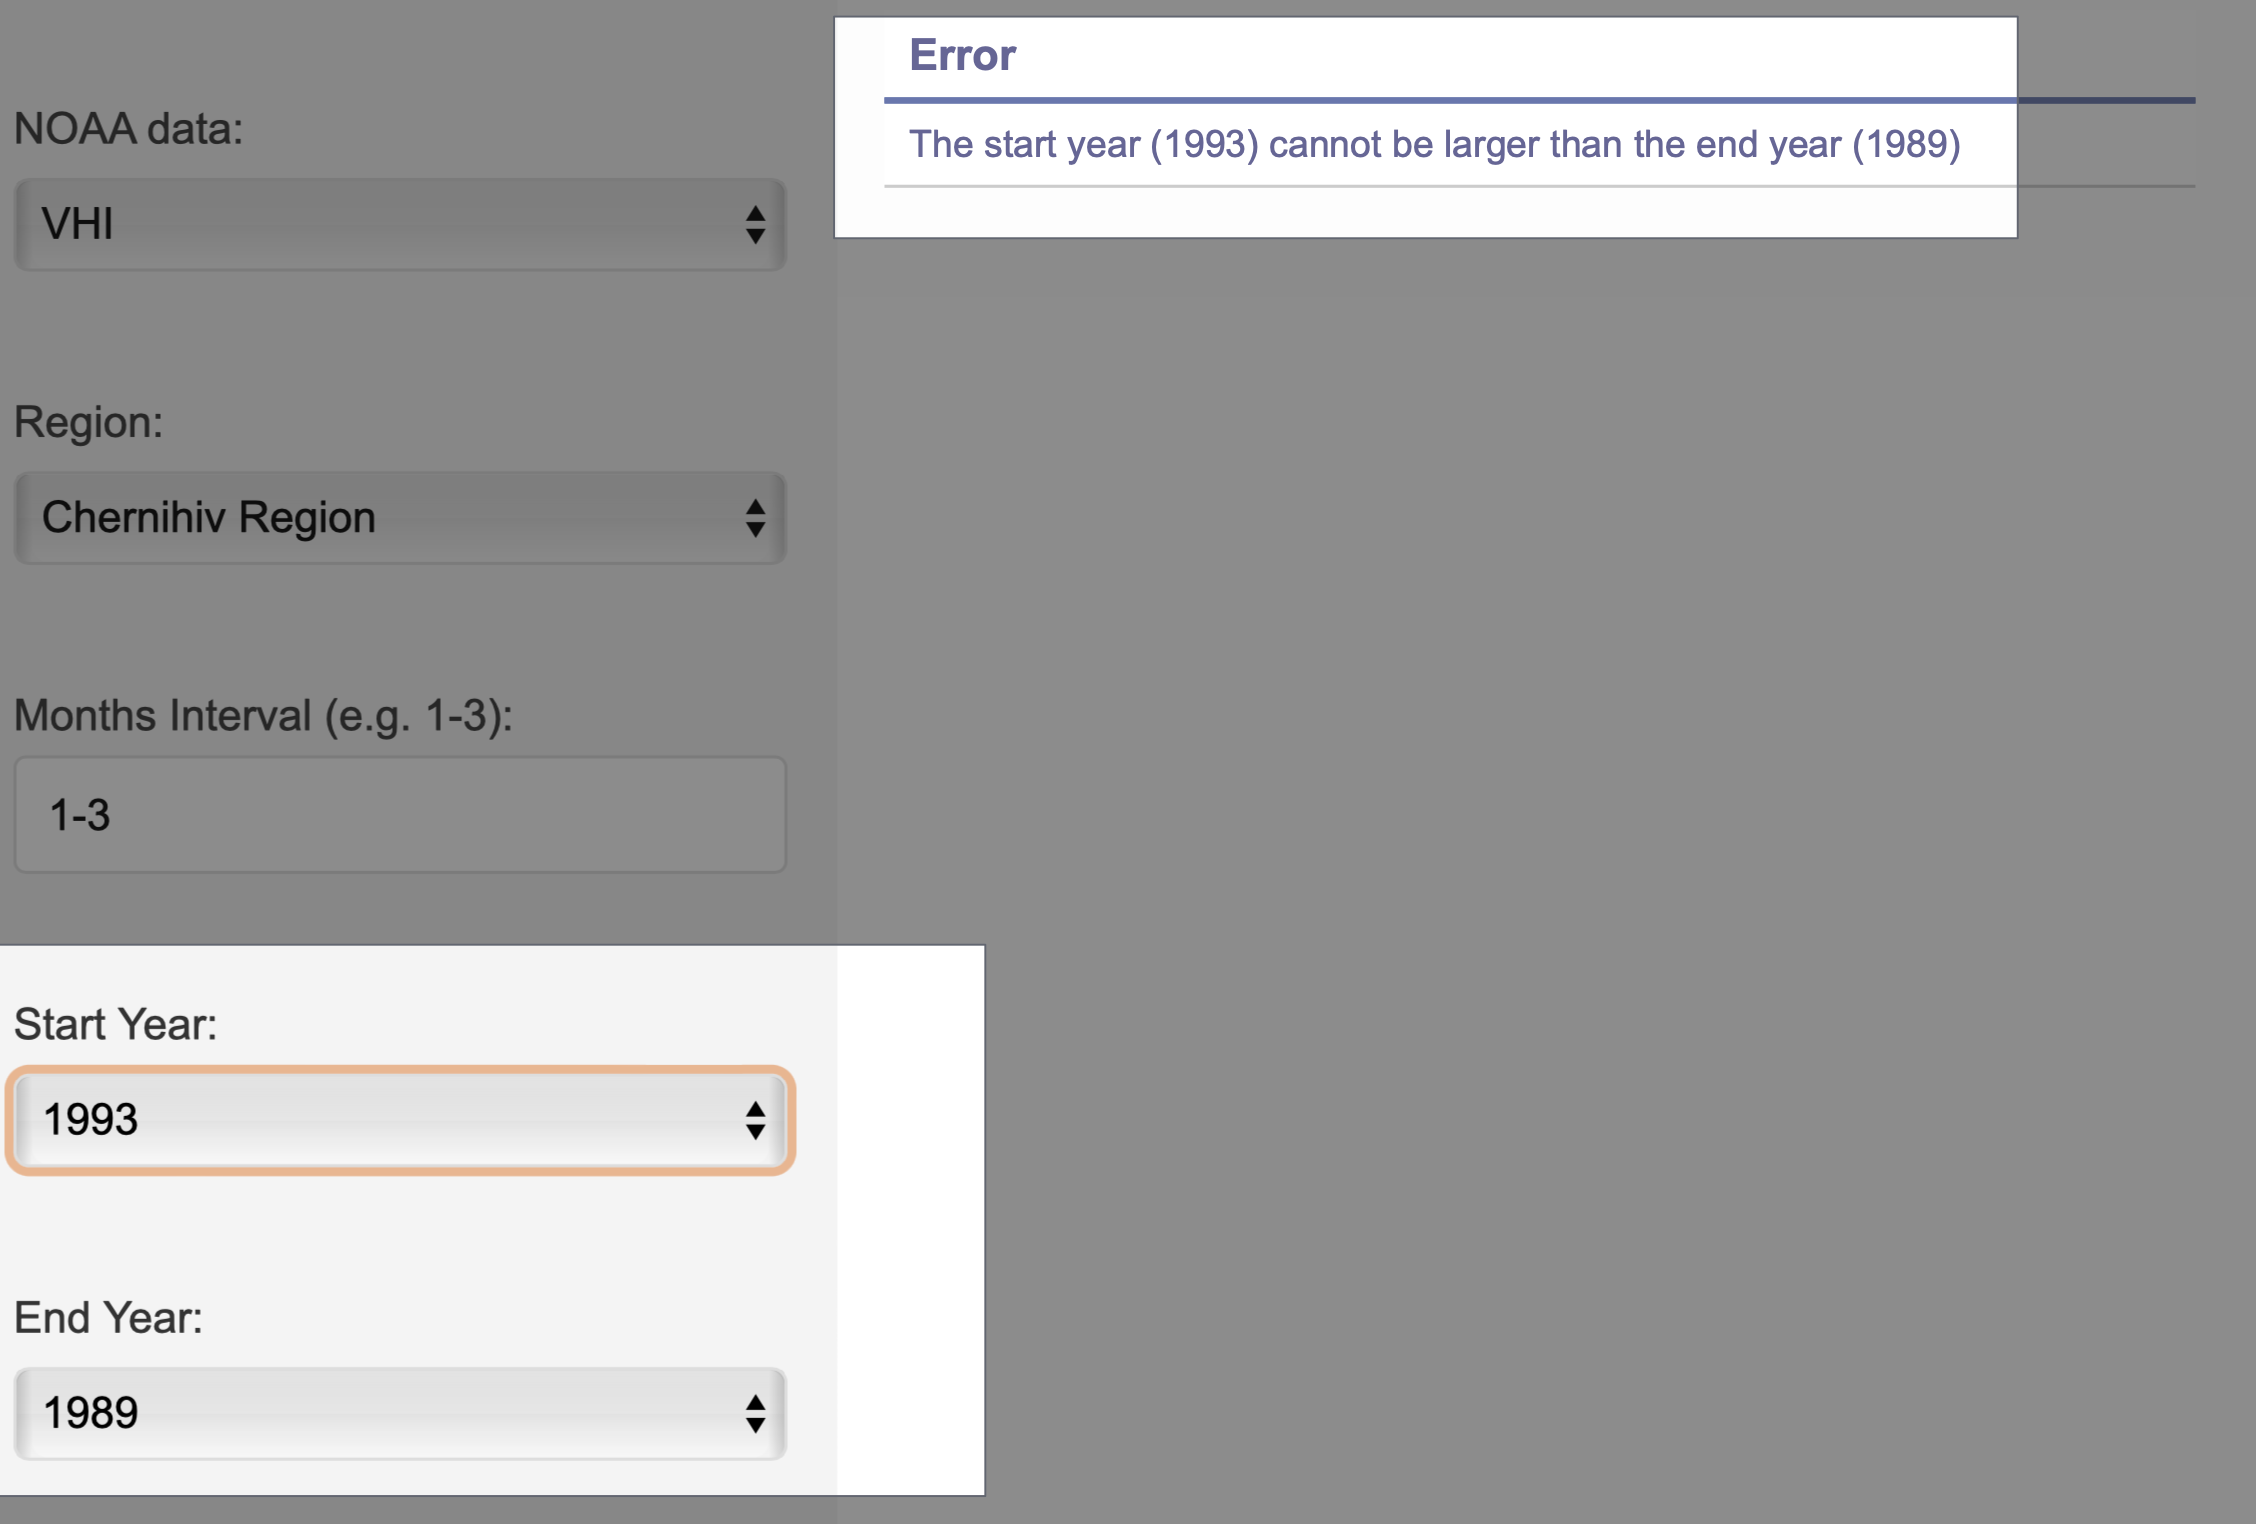 NOAA data:
VHI
Region:
Chernihiv Region
Months Interval (e.g. 1-3):
1-3
Start Year:
1993
End Year:
1989
Error
The start year (1993) cannot be larger than the end year (1989)